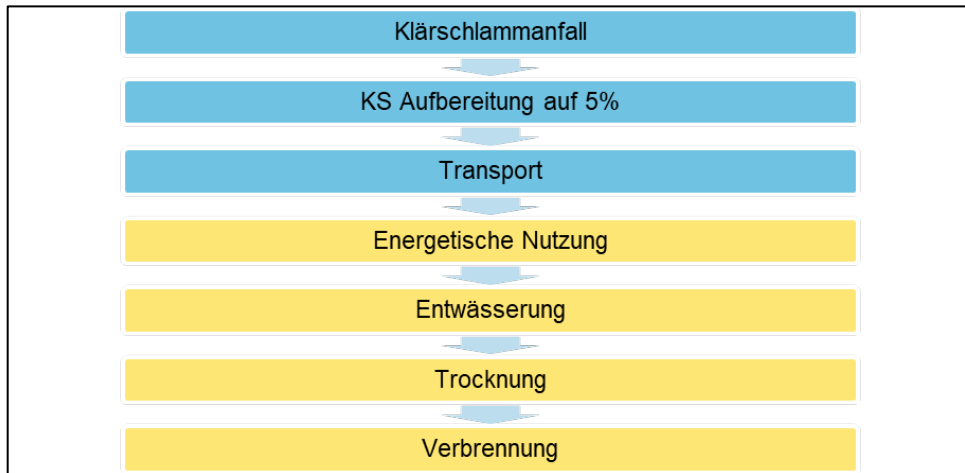 Klärschlammanfall
KS Aufbereitung auf 5%
Transport
Energetische Nutzung
Entwässerung
Trocknung
Verbrennung